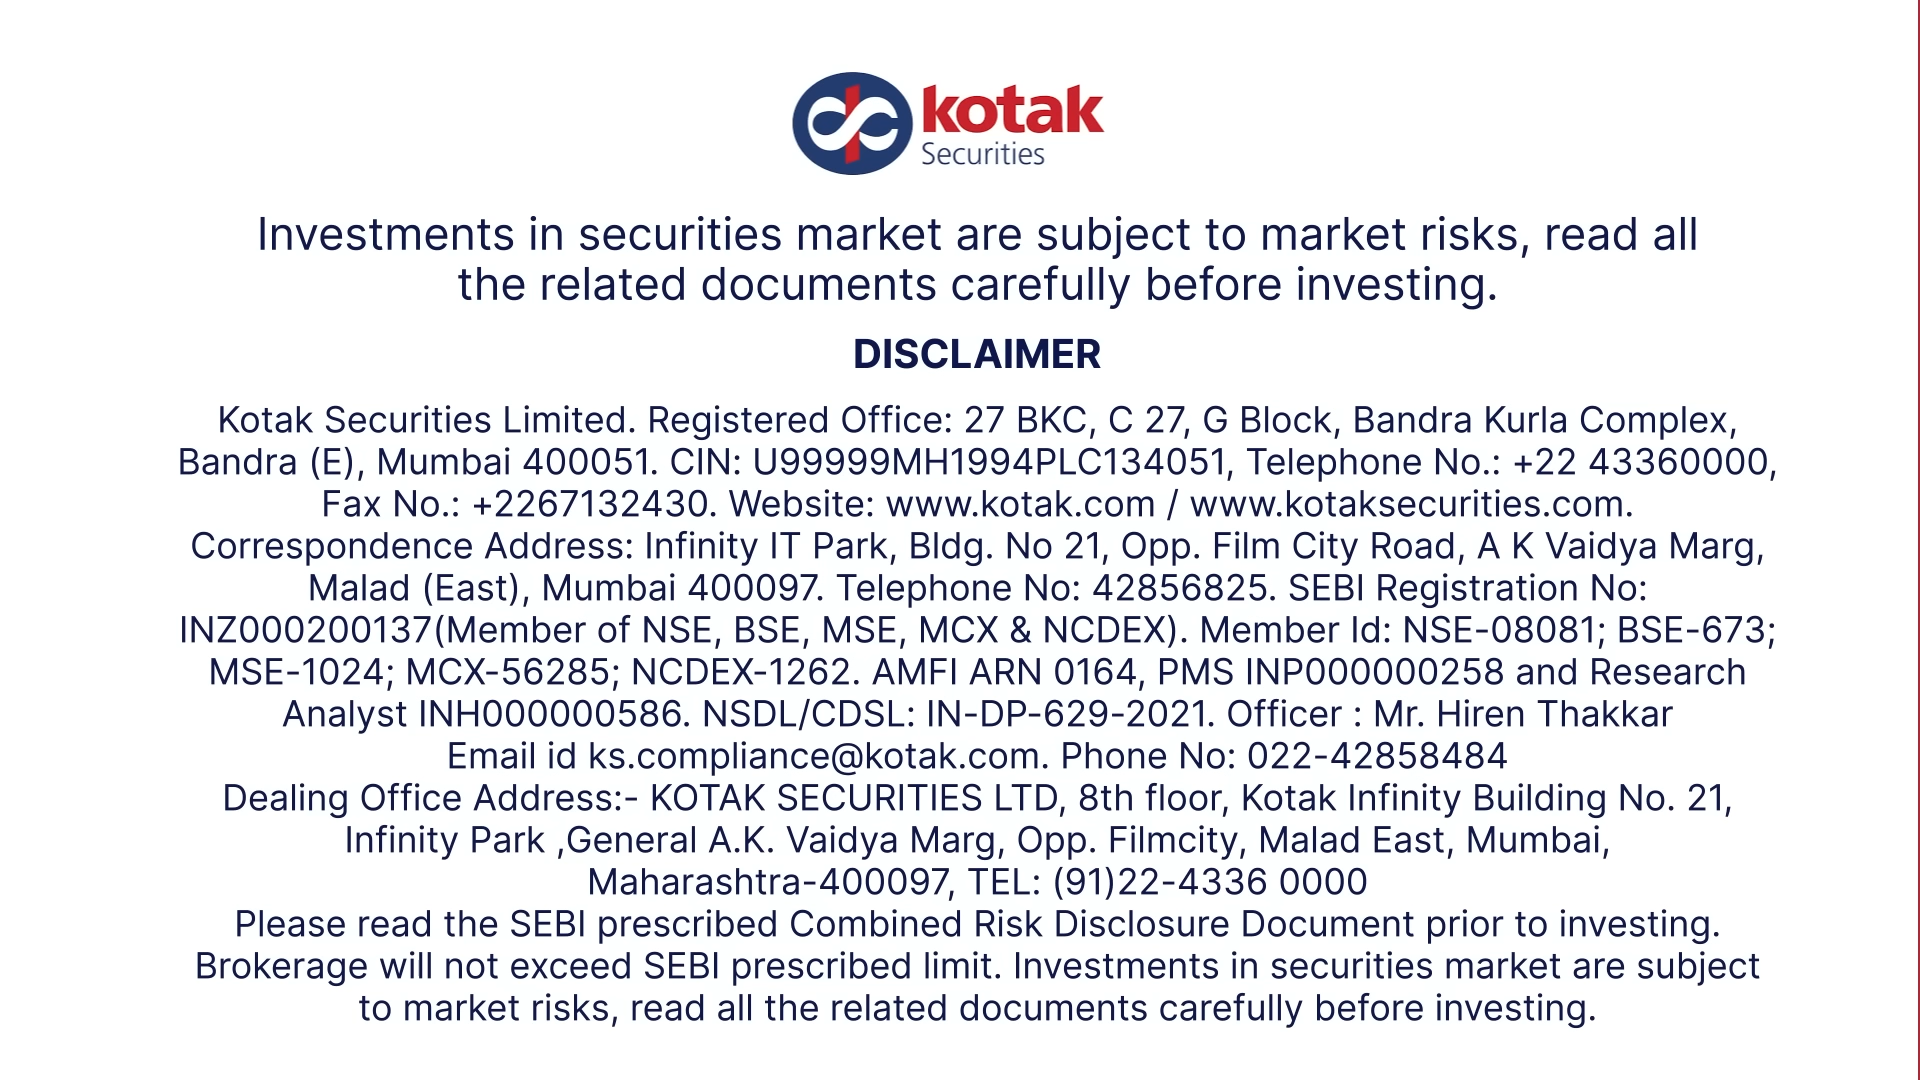 kotak
Securities
Investments in securities market are subject to market risks, read all
the related documents carefully before investing.
DISCLAIMER
Kotak Securities Limited. Registered Office: 27 BKC, C 27, G Block, Bandra Kurla Complex,
Bandra (E), Mumbai 400051. CIN: U99999MH1994PLC134051, Telephone No.: +22 43360000,
Fax No.: +2267132430. Website: www.kotak.com / www.kotaksecurities.com.
Correspondence Address: Infinity IT Park, Bldg. No 21, Opp. Film City Road, A K Vaidya Marg,
Malad (East), Mumbai 400097. Telephone No: 42856825. SEBI Registration No:
INZ000200137(Member of NSE, BSE, MSE, MCX & NCDEX). Member Id: NSE-08081; BSE-673;
MSE-1024; MCX-56285; NCDEX-1262. AMFI ARN 0164, PMS INP000000258 and Research
Analyst INH000000586. NSDL/CDSL: IN-DP-629-2021. Officer : Mr. Hiren Thakkar
Email id ks.compliance@kotak.com. Phone No: 022-42858484
Dealing Office Address:- KOTAK SECURITIES LTD, 8th floor, Kotak Infinity Building No. 21,
Infinity Park ,General A.K. Vaidya Marg, Opp. Filmcity, Malad East, Mumbai,
Maharashtra-400097, TEL: (91)22-4336 0000
Please read the SEBI prescribed Combined Risk Disclosure Document prior to investing.
Brokerage will not exceed SEBI prescribed limit. Investments in securities market are subject
to market risks, read all the related documents carefully before investing.